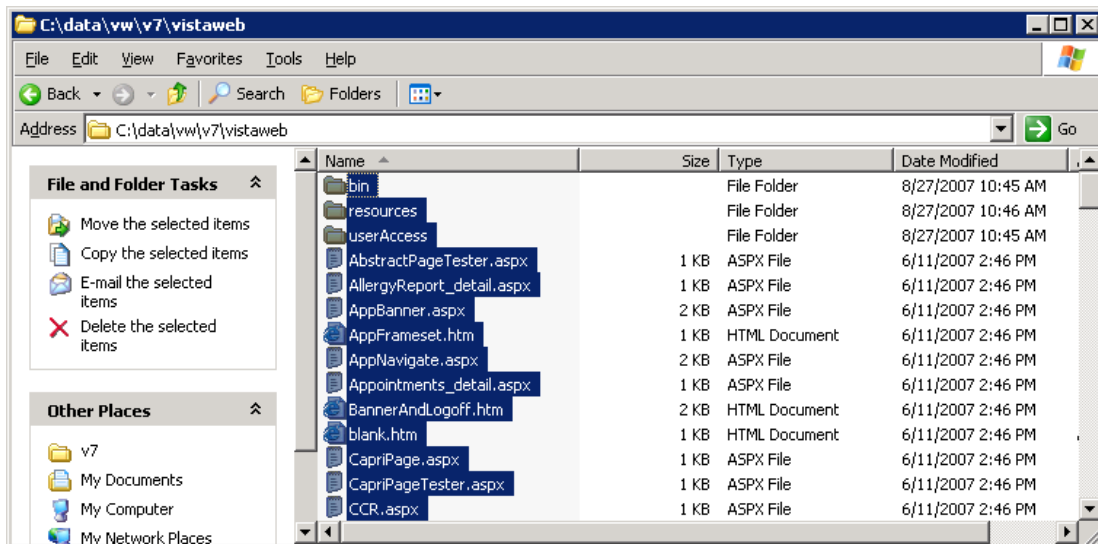 C:\data\vw\v7\vistaweb
File Edit View Favorites Tools Help
Back Search Folders
Address C:\data\vw\v7\vistaweb Go
File and Folder Tasks
Move the selected items
Copy the selected items
E-mail the selected
items
Delete the selected
items
Other Places
v7
My Documents
My Computer
My Network Places
Name Size Type Date Modified
bin File Folder 8/27/2007 10:45 AM
resources File Folder 8/27/2007 10:46 AM
userAccess File Folder 8/27/2007 10:45 AM
AbstractPageTester.aspx 1 KB ASPX File 6/11/2007 2:46 PM
AllergyReport_detail.aspx 1 KB ASPX File 6/11/2007 2:46 PM
AppBanner.aspx 2 KB ASPX File 6/11/2007 2:46 PM
AppFrameset.htm 1 KB HTML Document 6/11/2007 2:46 PM
AppNavigate.aspx 2 KB ASPX File 6/11/2007 2:46 PM
Appointments_detail.aspx 1 KB ASPX File 6/11/2007 2:46 PM
BannerAndLogoff.htm 2 KB HTML Document 6/11/2007 2:46 PM
blank.htm 1 KB HTML Document 6/11/2007 2:46 PM
CapriPage.aspx 1 KB ASPX File 6/11/2007 2:46 PM
CapriPageTester.aspx 1 KB ASPX File 6/11/2007 2:46 PM
CCR.aspx 1 KB ASPX File 6/11/2007 2:46 PM